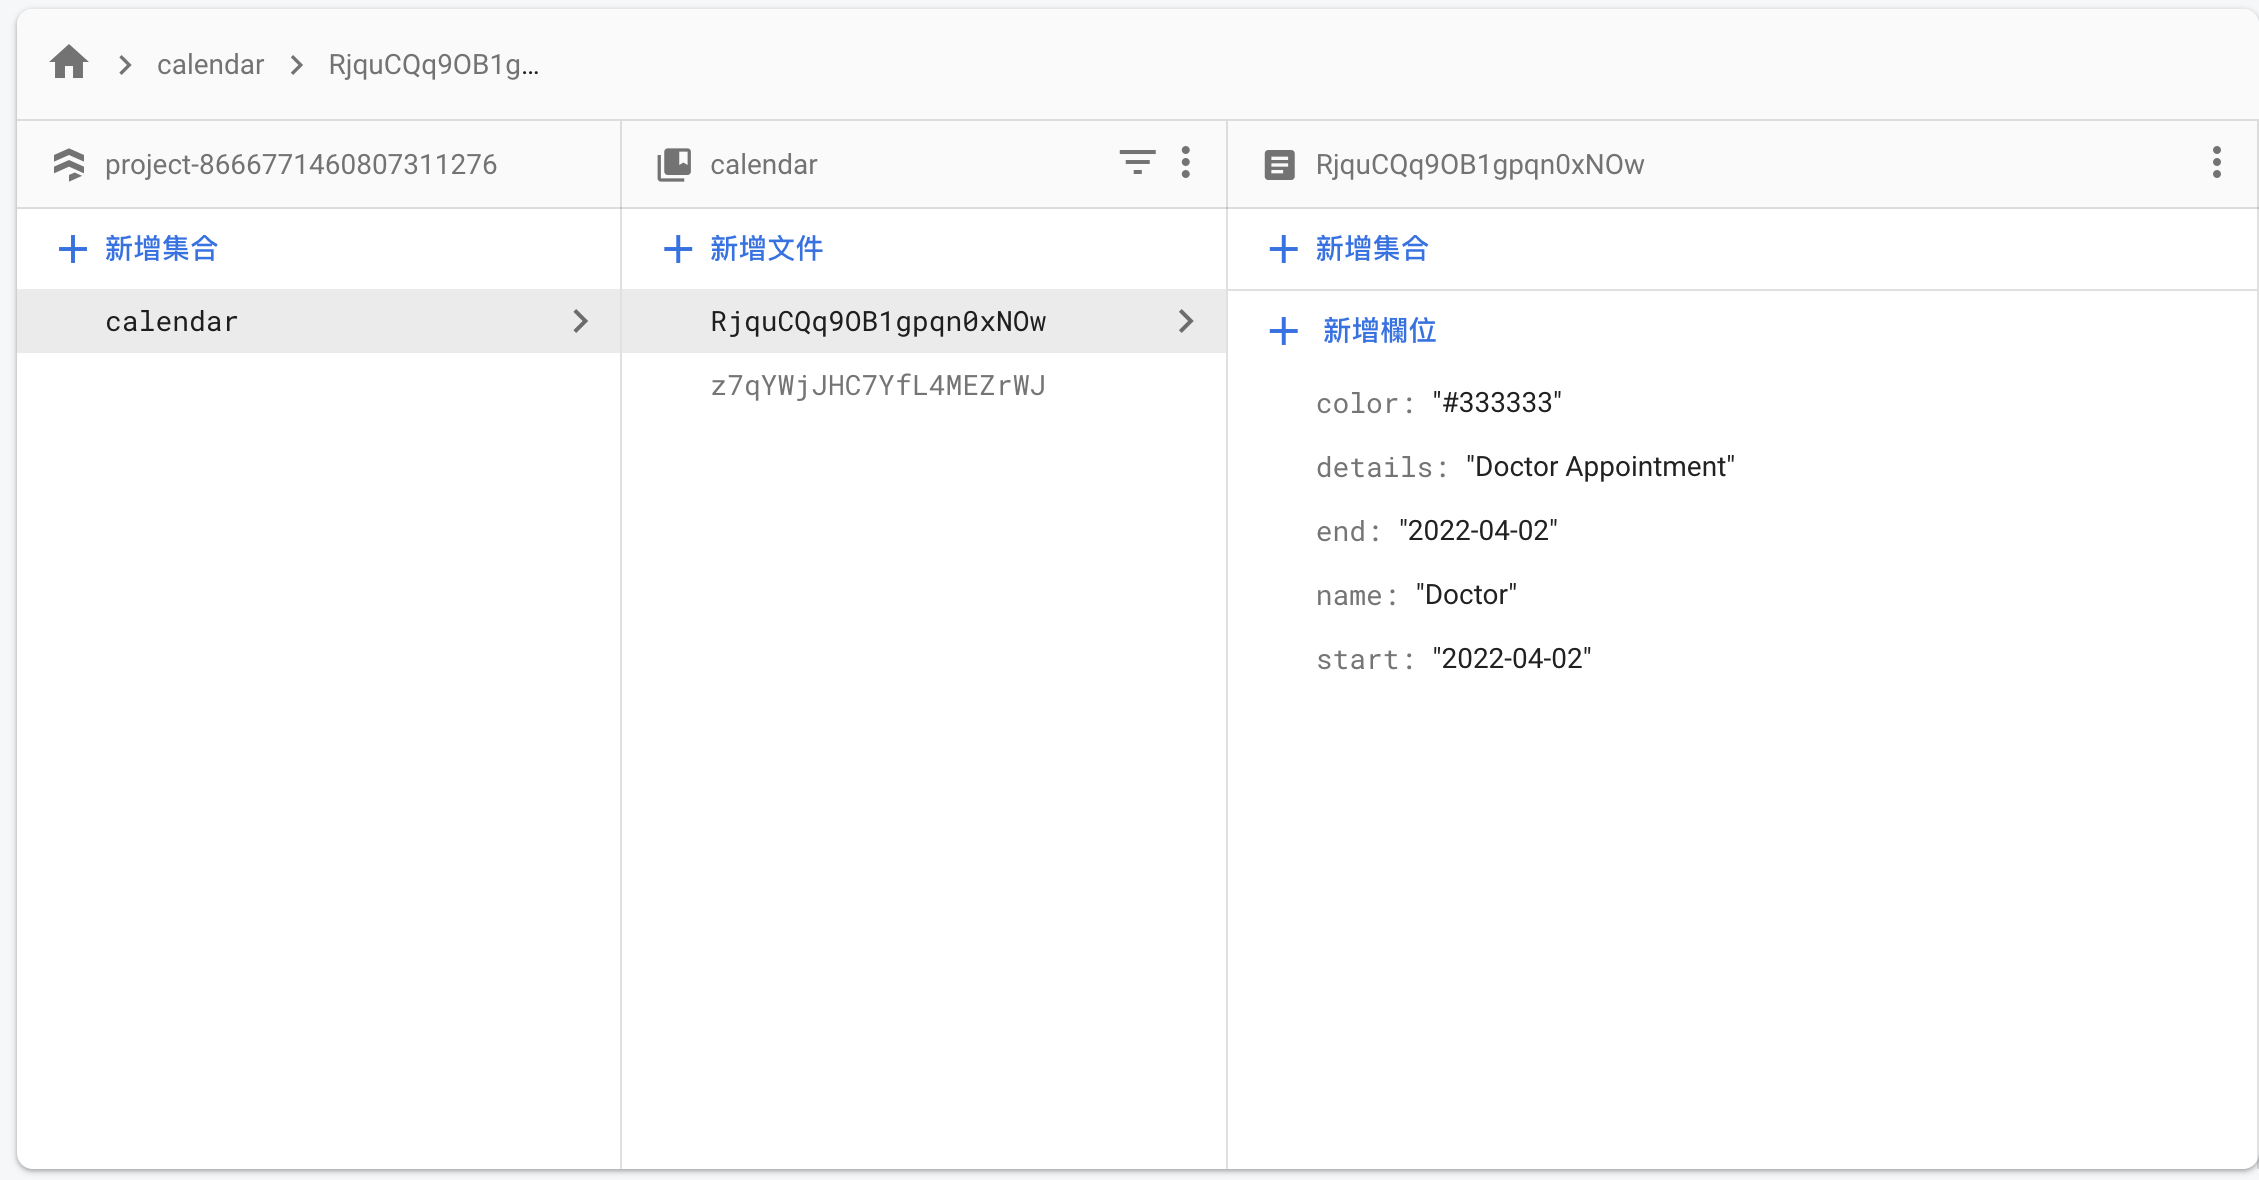 calendar > RjquCQq9OB1g...
project-8666771460807311276
新增集合
calendar
calendar
新增文件
RjquCQq9OB1gpqn0xNOw
z7qYWjJHC7YfL4MEZrWJ
RjquCQq9OB1gpqn0xNOw
新增集合
新增欄位
color: "#333333"
details: "Doctor Appointment"
end: "2022-04-02"
name: "Doctor"
start: "2022-04-02"